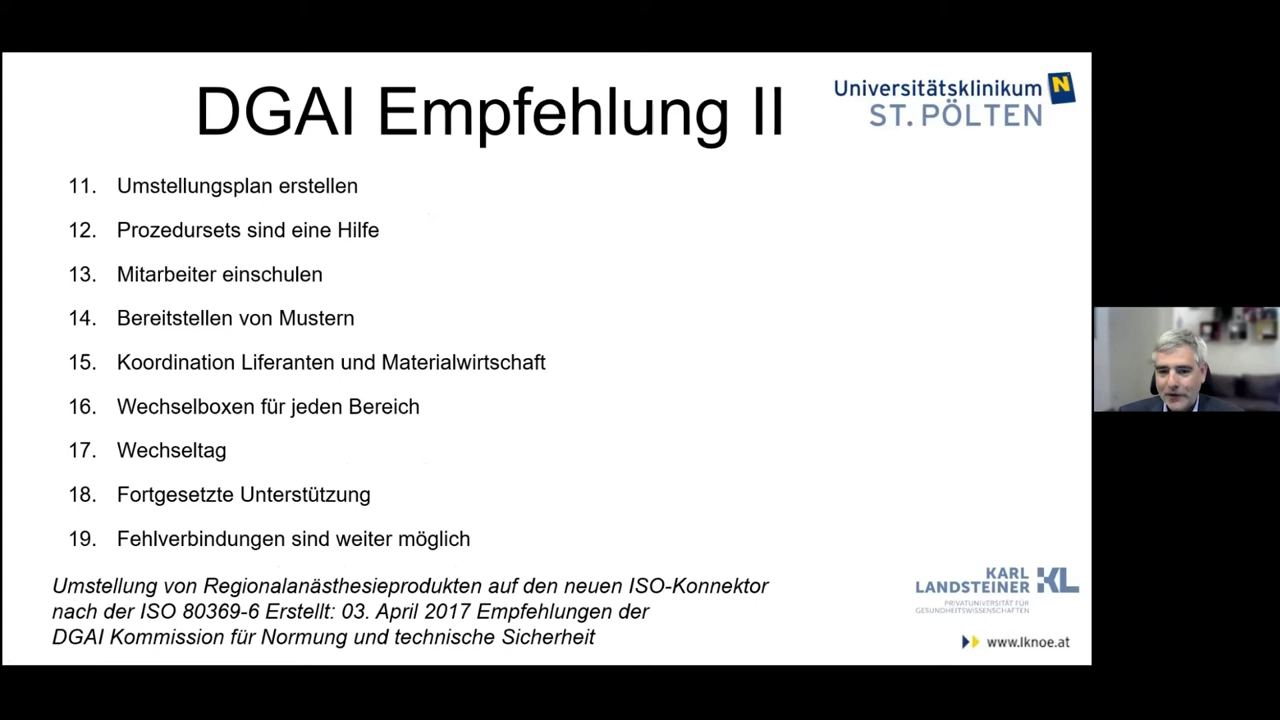 DGAI Empfehlung II
Universitätsklinikum N
ST. PÖLTEN
11. Umstellungsplan erstellen
12. Prozedursets sind eine Hilfe
13. Mitarbeiter einschulen
14. Bereitstellen von Mustern
15. Koordination Liferanten und Materialwirtschaft
16. Wechselboxen für jeden Bereich
17. Wechseltag
18. Fortgesetzte Unterstützung
19. Fehlverbindungen sind weiter möglich
Umstellung von Regionalanästhesieprodukten auf den neuen ISO-Konnektor
nach der ISO 80369-6 Erstellt: 03. April 2017 Empfehlungen der
DGAI Kommission für Normung und technische Sicherheit
KARL
LANDSTEINER KL
PRIVATUNIVERSITÄT FÜR
GESUNDHEITSWISSENSCHAFTEN
www.lknoe.at